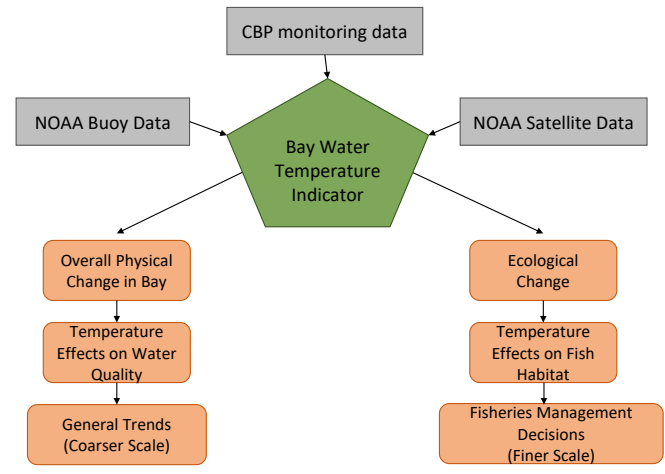 CBP monitoring data
NOAA Buoy Data
NOAA Satellite Data
Bay Water
Temperature
Indicator
Overall Physical
Change in Bay
Ecological
Change
Temperature
Effects on Water
Quality
Temperature
Effects on Fish
Habitat
General Trends
(Coarser Scale)
Fisheries Management
Decisions
(Finer Scale)